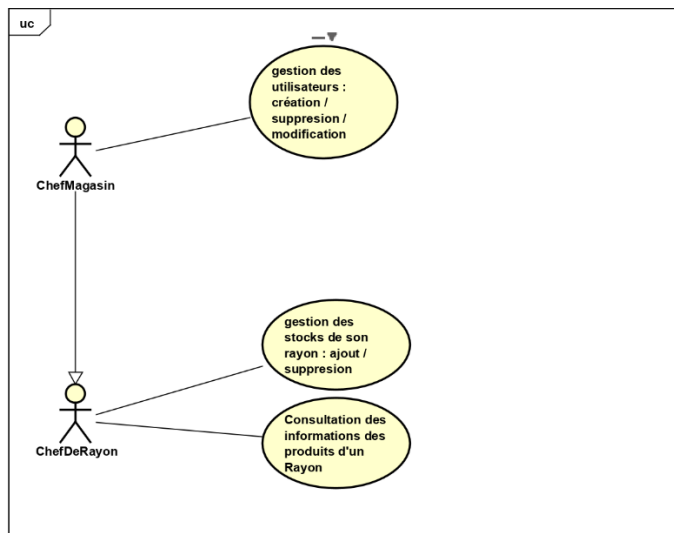 uc
gestion des
utilisateurs :
création /
suppresion /
modification
ChefMagasin
gestion des
stocks de son
rayon : ajout /
suppresion
ChefDeRayon
Consultation des
informations des
produits d'un
Rayon